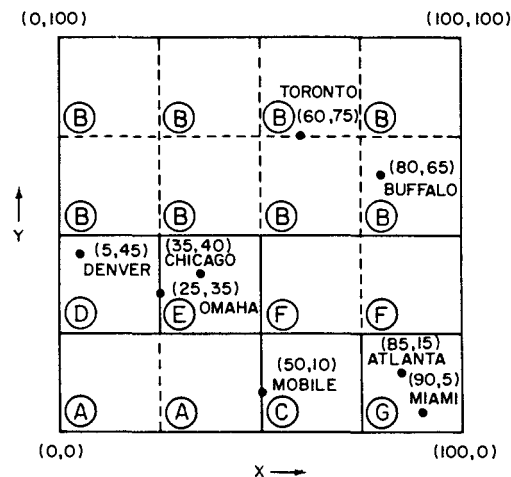 (0,100) (100,100)
TORONTO
B B B (60,75) B
(80,65)
BUFFALO
Y
B B B B
(5,45) (35,40)
DENVER CHICAGO
(25,35)
D E OMAHA F F
(85,15)
(50,10) ATLANTA
MOBILE (90,5)
A A C G MIAMI
(0,0) X (100,0)